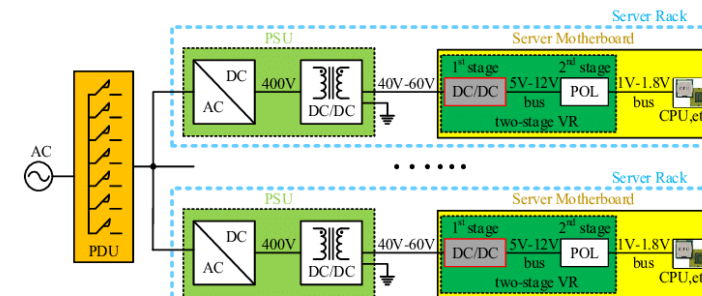 Server Rack
PSU
Server Motherboard
DC
AC
400V
DC/DC
40V-60V
1st stage
2nd stage
DC/DC
5V-12V
bus
POL
two-stage VR
1V-1.8V
bus
CPU,et
AC
PDU
......
Server Rack
PSU
Server Motherboard
DC
AC
400V
DC/DC
40V-60V
1st stage
2nd stage
DC/DC
5V-12V
bus
POL
two-stage VR
1V-1.8V
bus
CPU,et